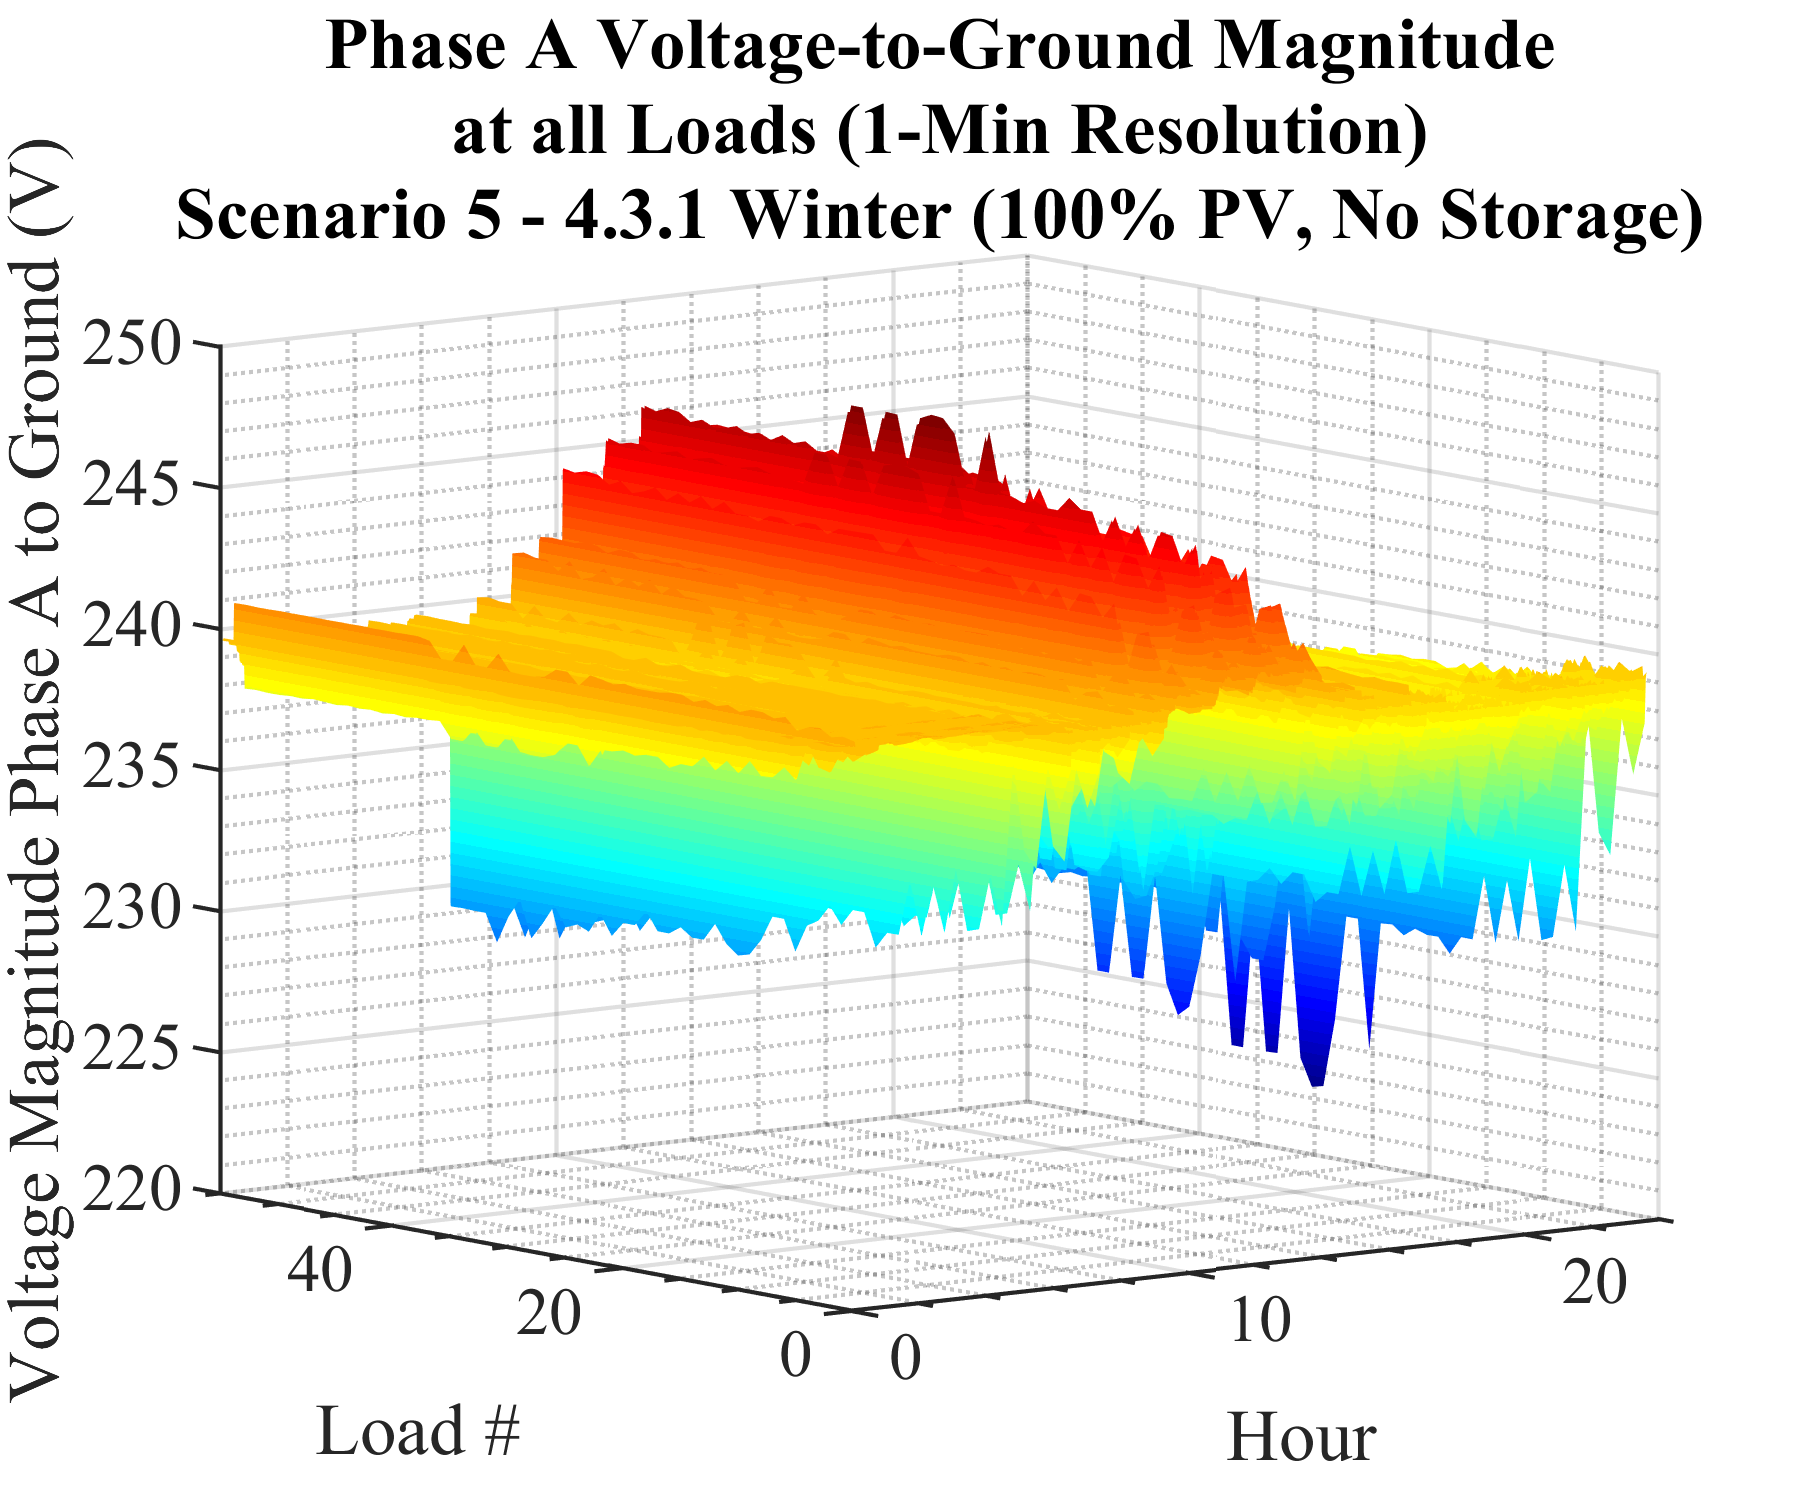 Phase A Voltage-to-Ground Magnitude
at all Loads (1-Min Resolution)
Scenario 5 - 4.3.1 Winter (100% PV, No Storage)
Voltage Magnitude Phase A to Ground (V)
250
245
240
235
230
225
220
40
20
0
0
10
20
Load #
Hour